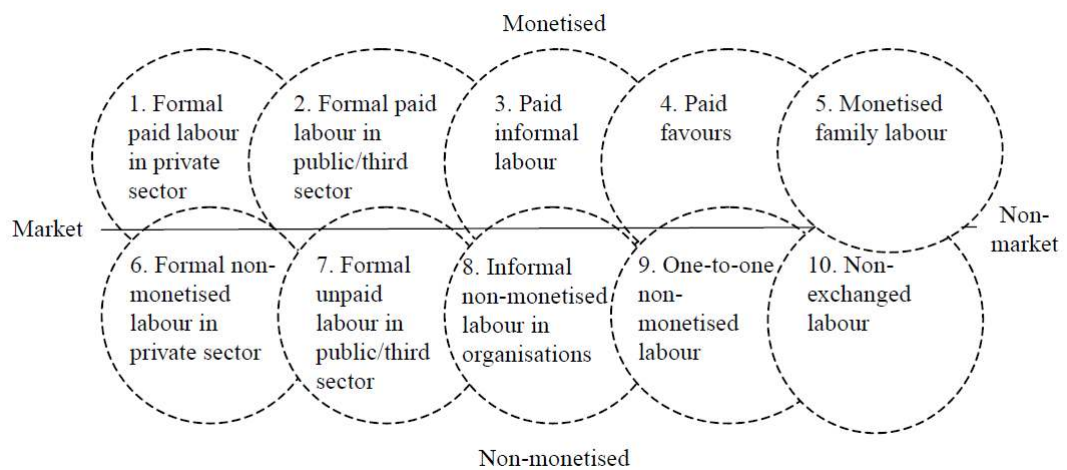 Monetised
1. Formal
paid labour
in private
sector
2. Formal paid
labour in
public/third
sector
3. Paid
informal
labour
4. Paid
favours
5. Monetised
family labour
Market
Non-
market
6. Formal non-
monetised
labour in
private sector
7. Formal
unpaid
labour in
public/third
sector
8. Informal
non-monetised
labour in
organisations
9. One-to-one
non-
monetised
labour
10. Non-
exchanged
labour
Non-monetised